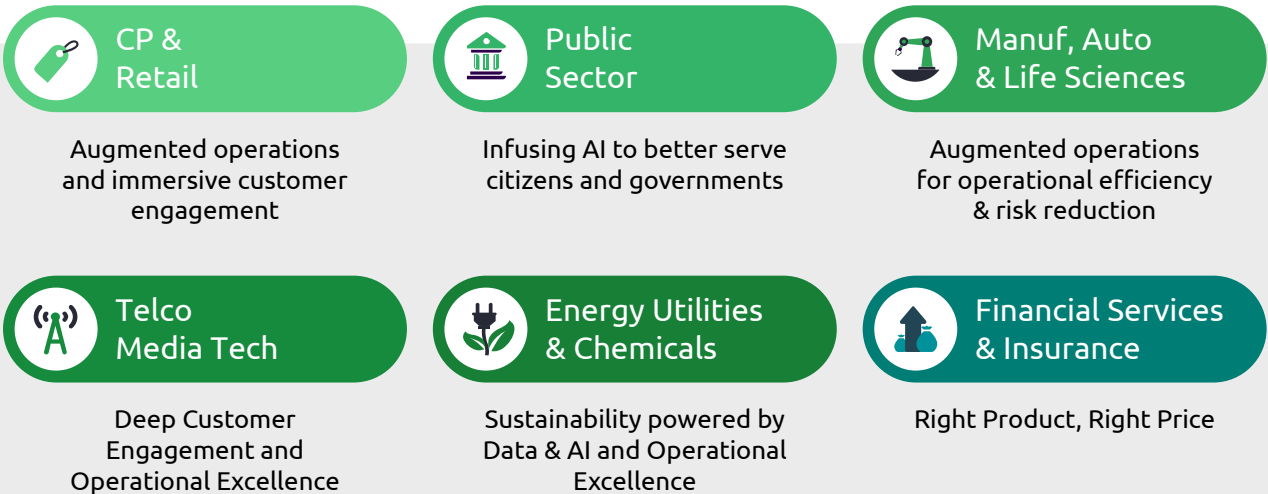 CP &
Retail
Augmented operations
and immersive customer
engagement
Public
Sector
Infusing AI to better serve
citizens and governments
Manuf, Auto
& Life Sciences
Augmented operations
for operational efficiency
& risk reduction
Telco
Media Tech
Deep Customer
Engagement and
Operational Excellence
Energy Utilities
& Chemicals
Sustainability powered by
Data & AI and Operational
Excellence
Financial Services
& Insurance
Right Product, Right Price